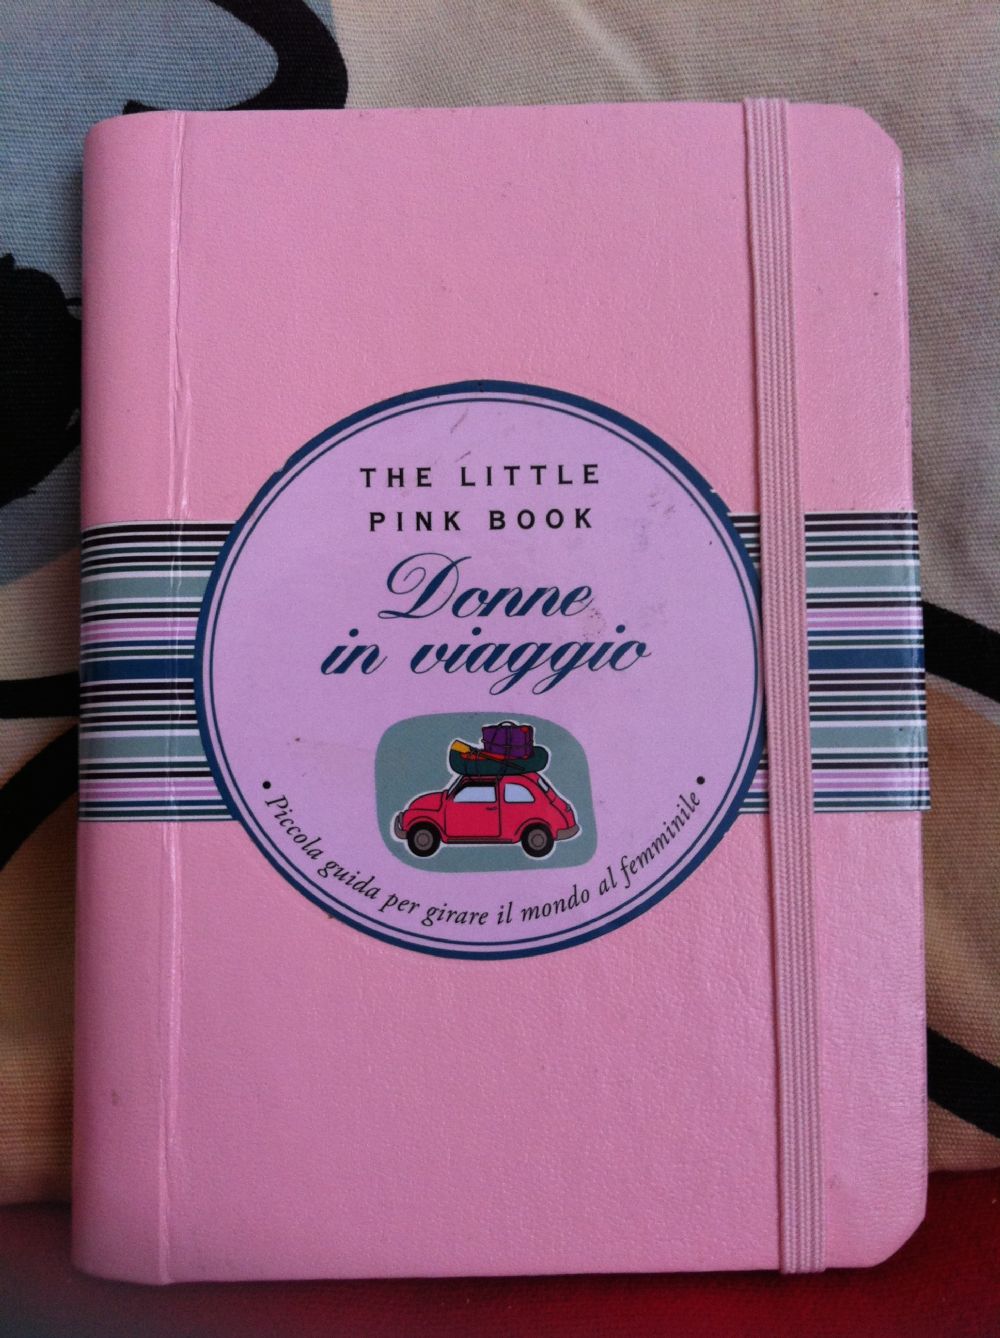 THE LITTLE
PINK BOOK
Donne
in viaggio
• Piccola guida per girare il mondo al femminile •